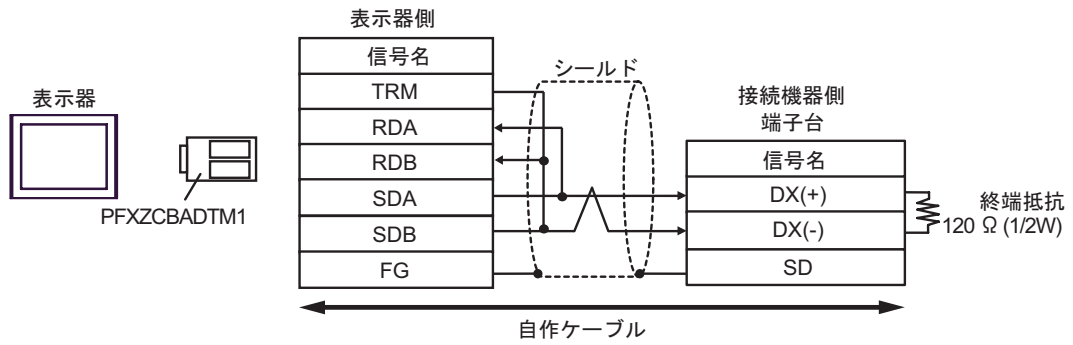 表示器
PFXZCBADTM1
表示器側
信号名
TRM
RDA
RDB
SDA
SDB
FG
シールド
接続機器側
端子台
信号名
DX(+)
DX(-)
SD
終端抵抗
120 Ω (1/2W)
自作ケーブル